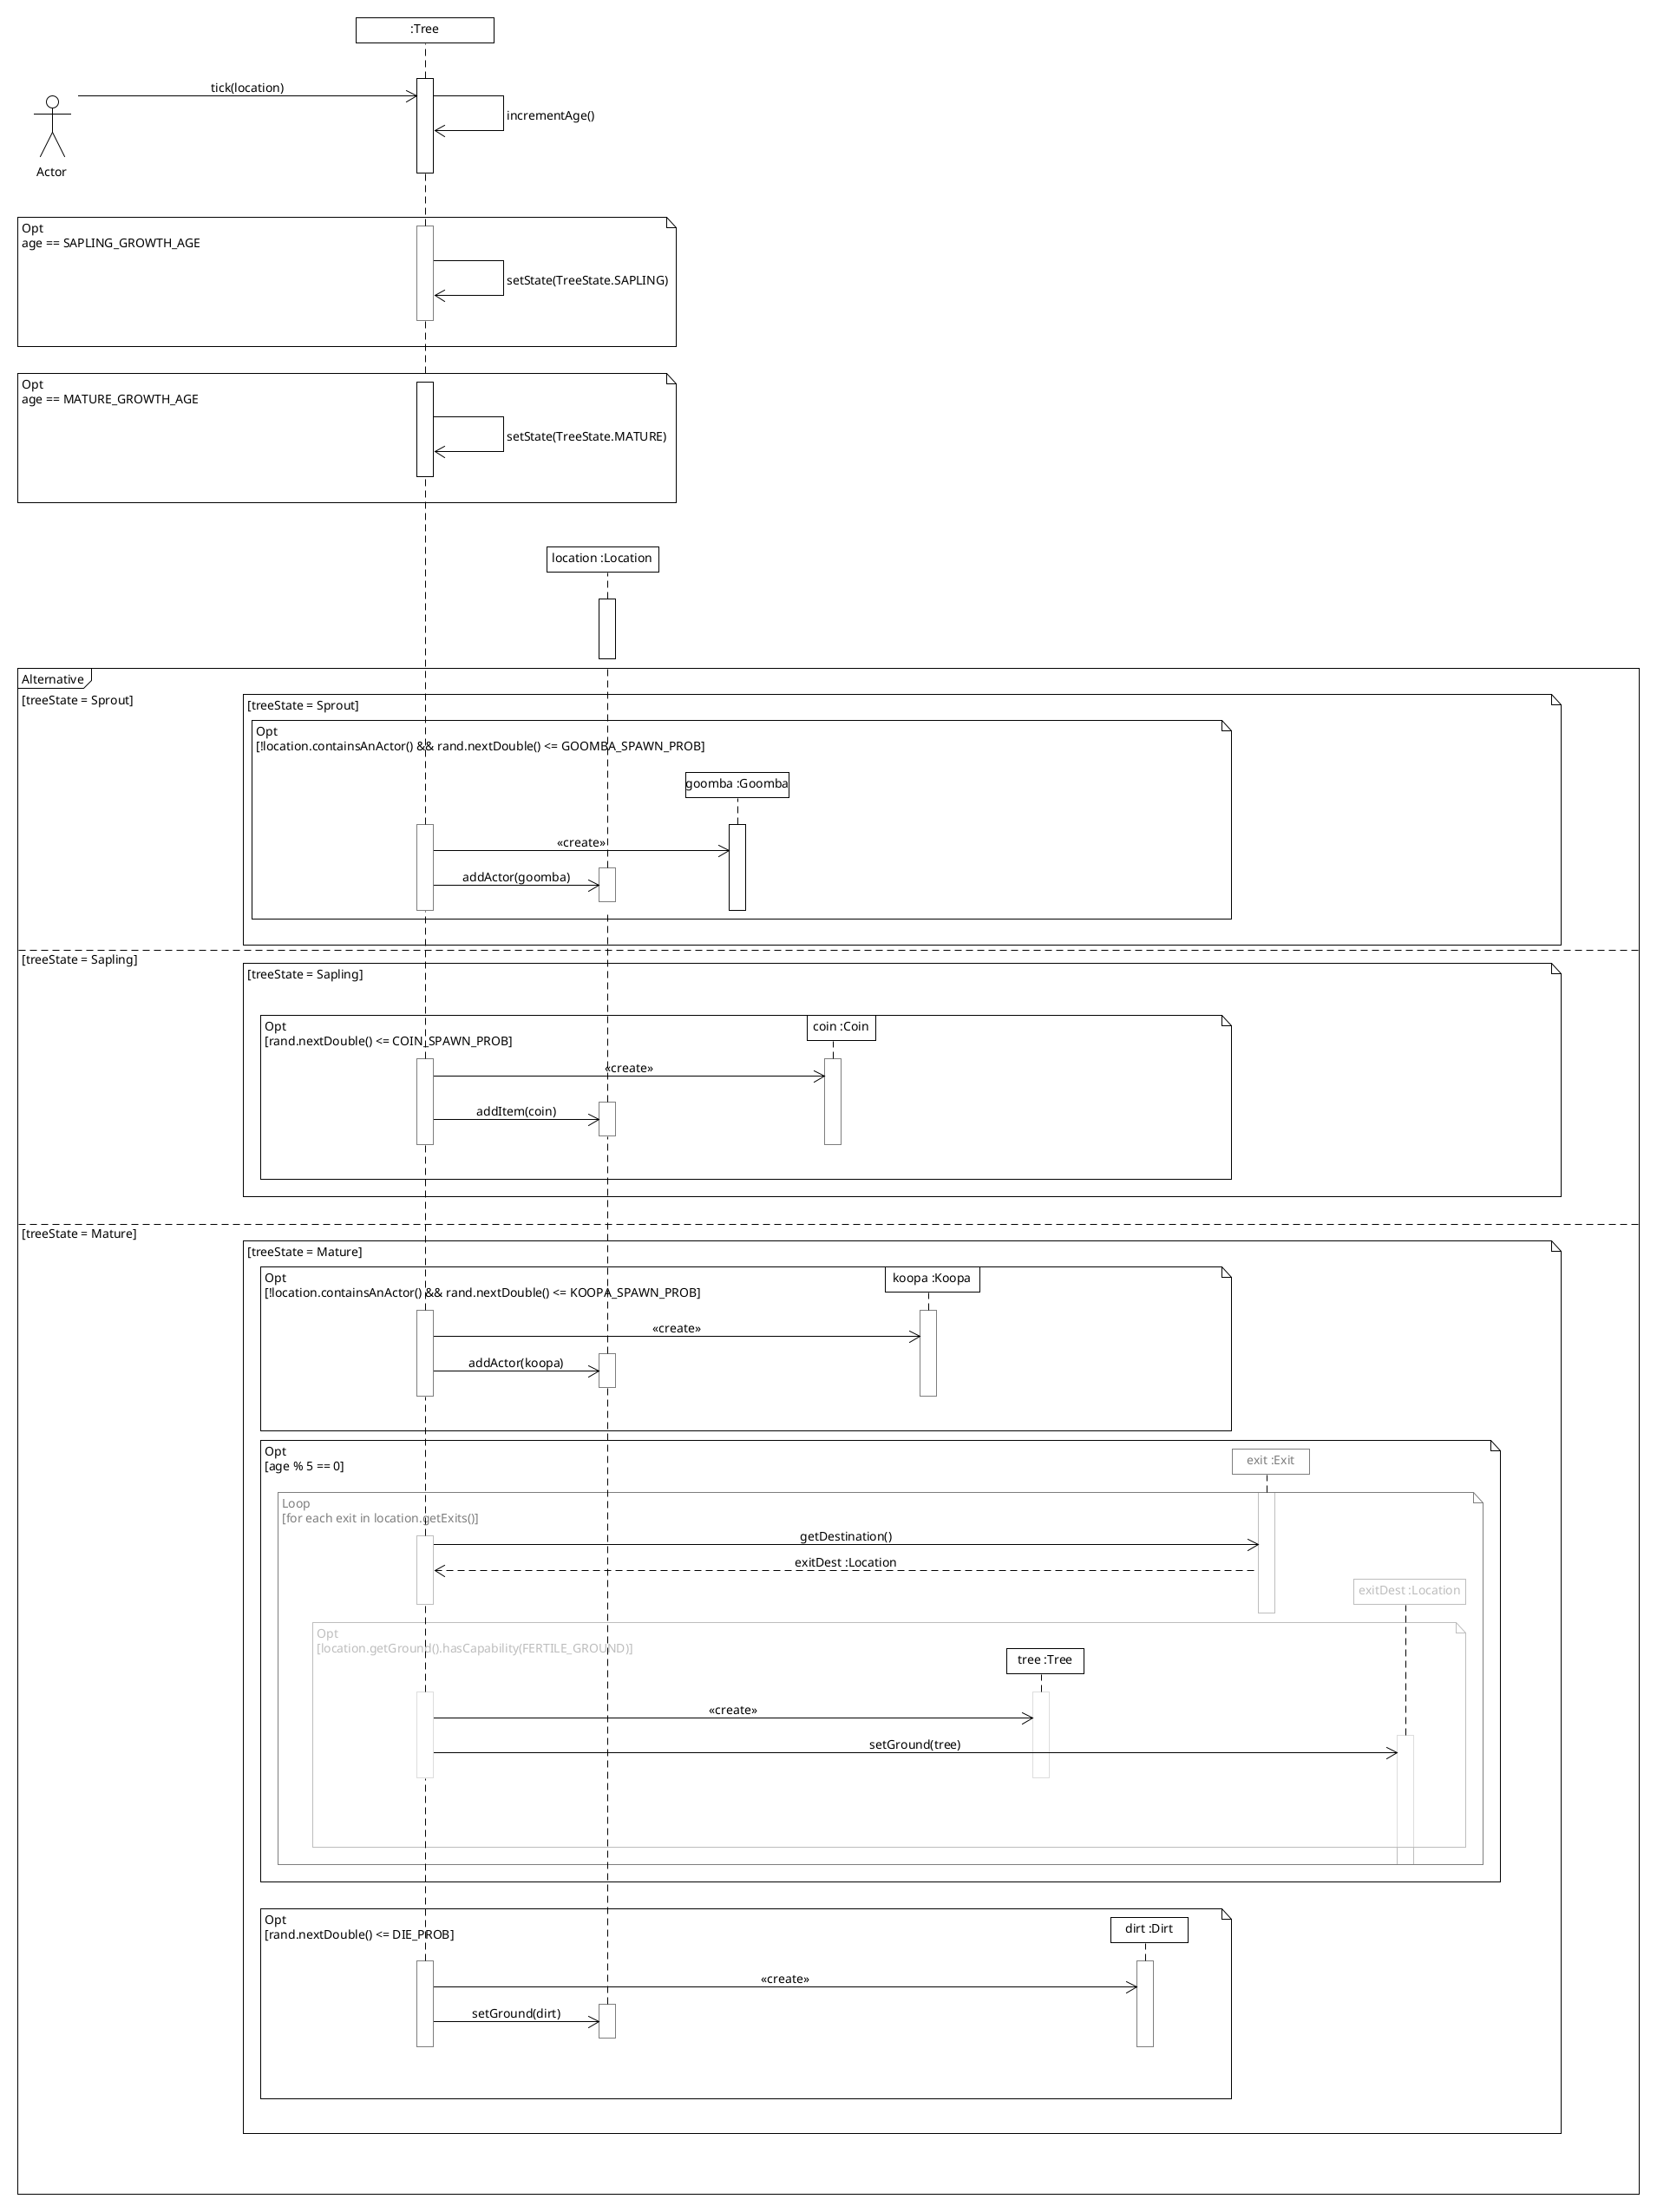 :Tree
tick(location)
incrementAge()
Actor
Opt
age == SAPLING_GROWTH_AGE
setState(TreeState.SAPLING)
Opt
age == MATURE_GROWTH_AGE
setState(TreeState.MATURE)
location :Location
Alternative
[treeState = Sprout]
[treeState = Sprout]
Opt
[!location.containsAnActor() && rand.nextDouble() <= GOOMBA_SPAWN_PROB]
goomba :Goomba
«create»
addActor(goomba)
[treeState = Sapling]
[treeState = Sapling]
Opt
[rand.nextDouble() <= COIN_SPAWN_PROB]
coin :Coin
«create»
addItem(coin)
[treeState = Mature]
[treeState = Mature]
Opt
[!location.containsAnActor() && rand.nextDouble() <= KOOPA_SPAWN_PROB]
koopa :Koopa
«create»
addActor(koopa)
Opt
[age % 5 == 0]
exit :Exit
Loop
[for each exit in location.getExits()]
getDestination()
exitDest :Location
exitDest :Location
Opt
[location.getGround().hasCapability(FERTILE_GROUND)]
tree :Tree
«create»
setGround(tree)
Opt
[rand.nextDouble() <= DIE_PROB]
dirt :Dirt
«create»
setGround(dirt)